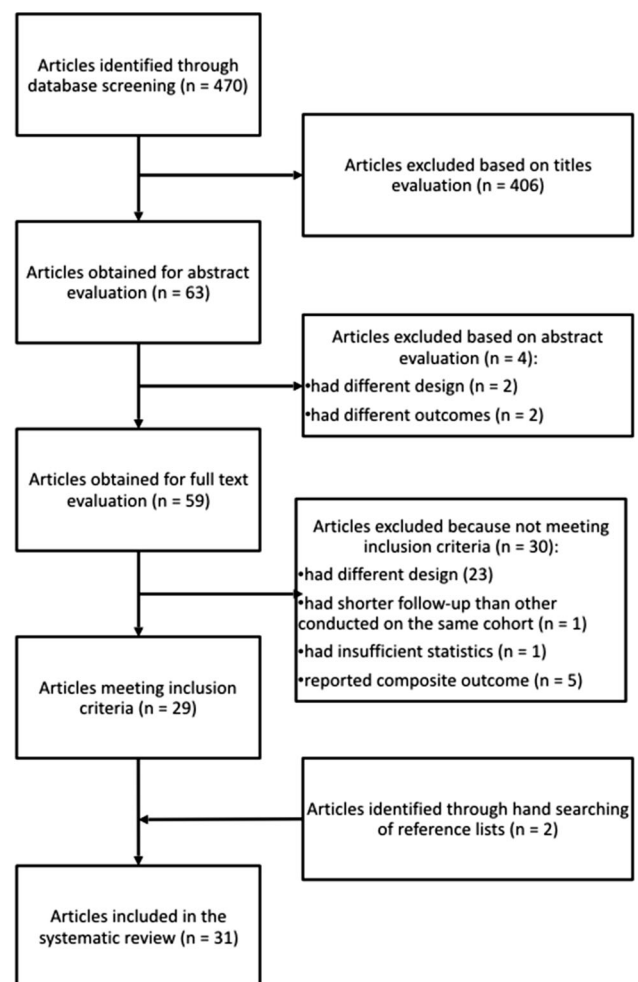 Articles identified through
database screening (n = 470)
Articles excluded based on titles
evaluation (n = 406)
Articles obtained for abstract
evaluation (n = 63)
Articles excluded based on abstract
evaluation (n = 4):
•had different design (n = 2)
•had different outcomes (n = 2)
Articles obtained for full text
evaluation (n = 59)
Articles excluded because not meeting
inclusion criteria (n = 30):
•had different design (23)
•had shorter follow-up than other
conducted on the same cohort (n = 1)
•had insufficient statistics (n = 1)
•reported composite outcome (n = 5)
Articles meeting inclusion
criteria (n = 29)
Articles identified through hand searching
of reference lists (n = 2)
Articles included in the
systematic review (n = 31)